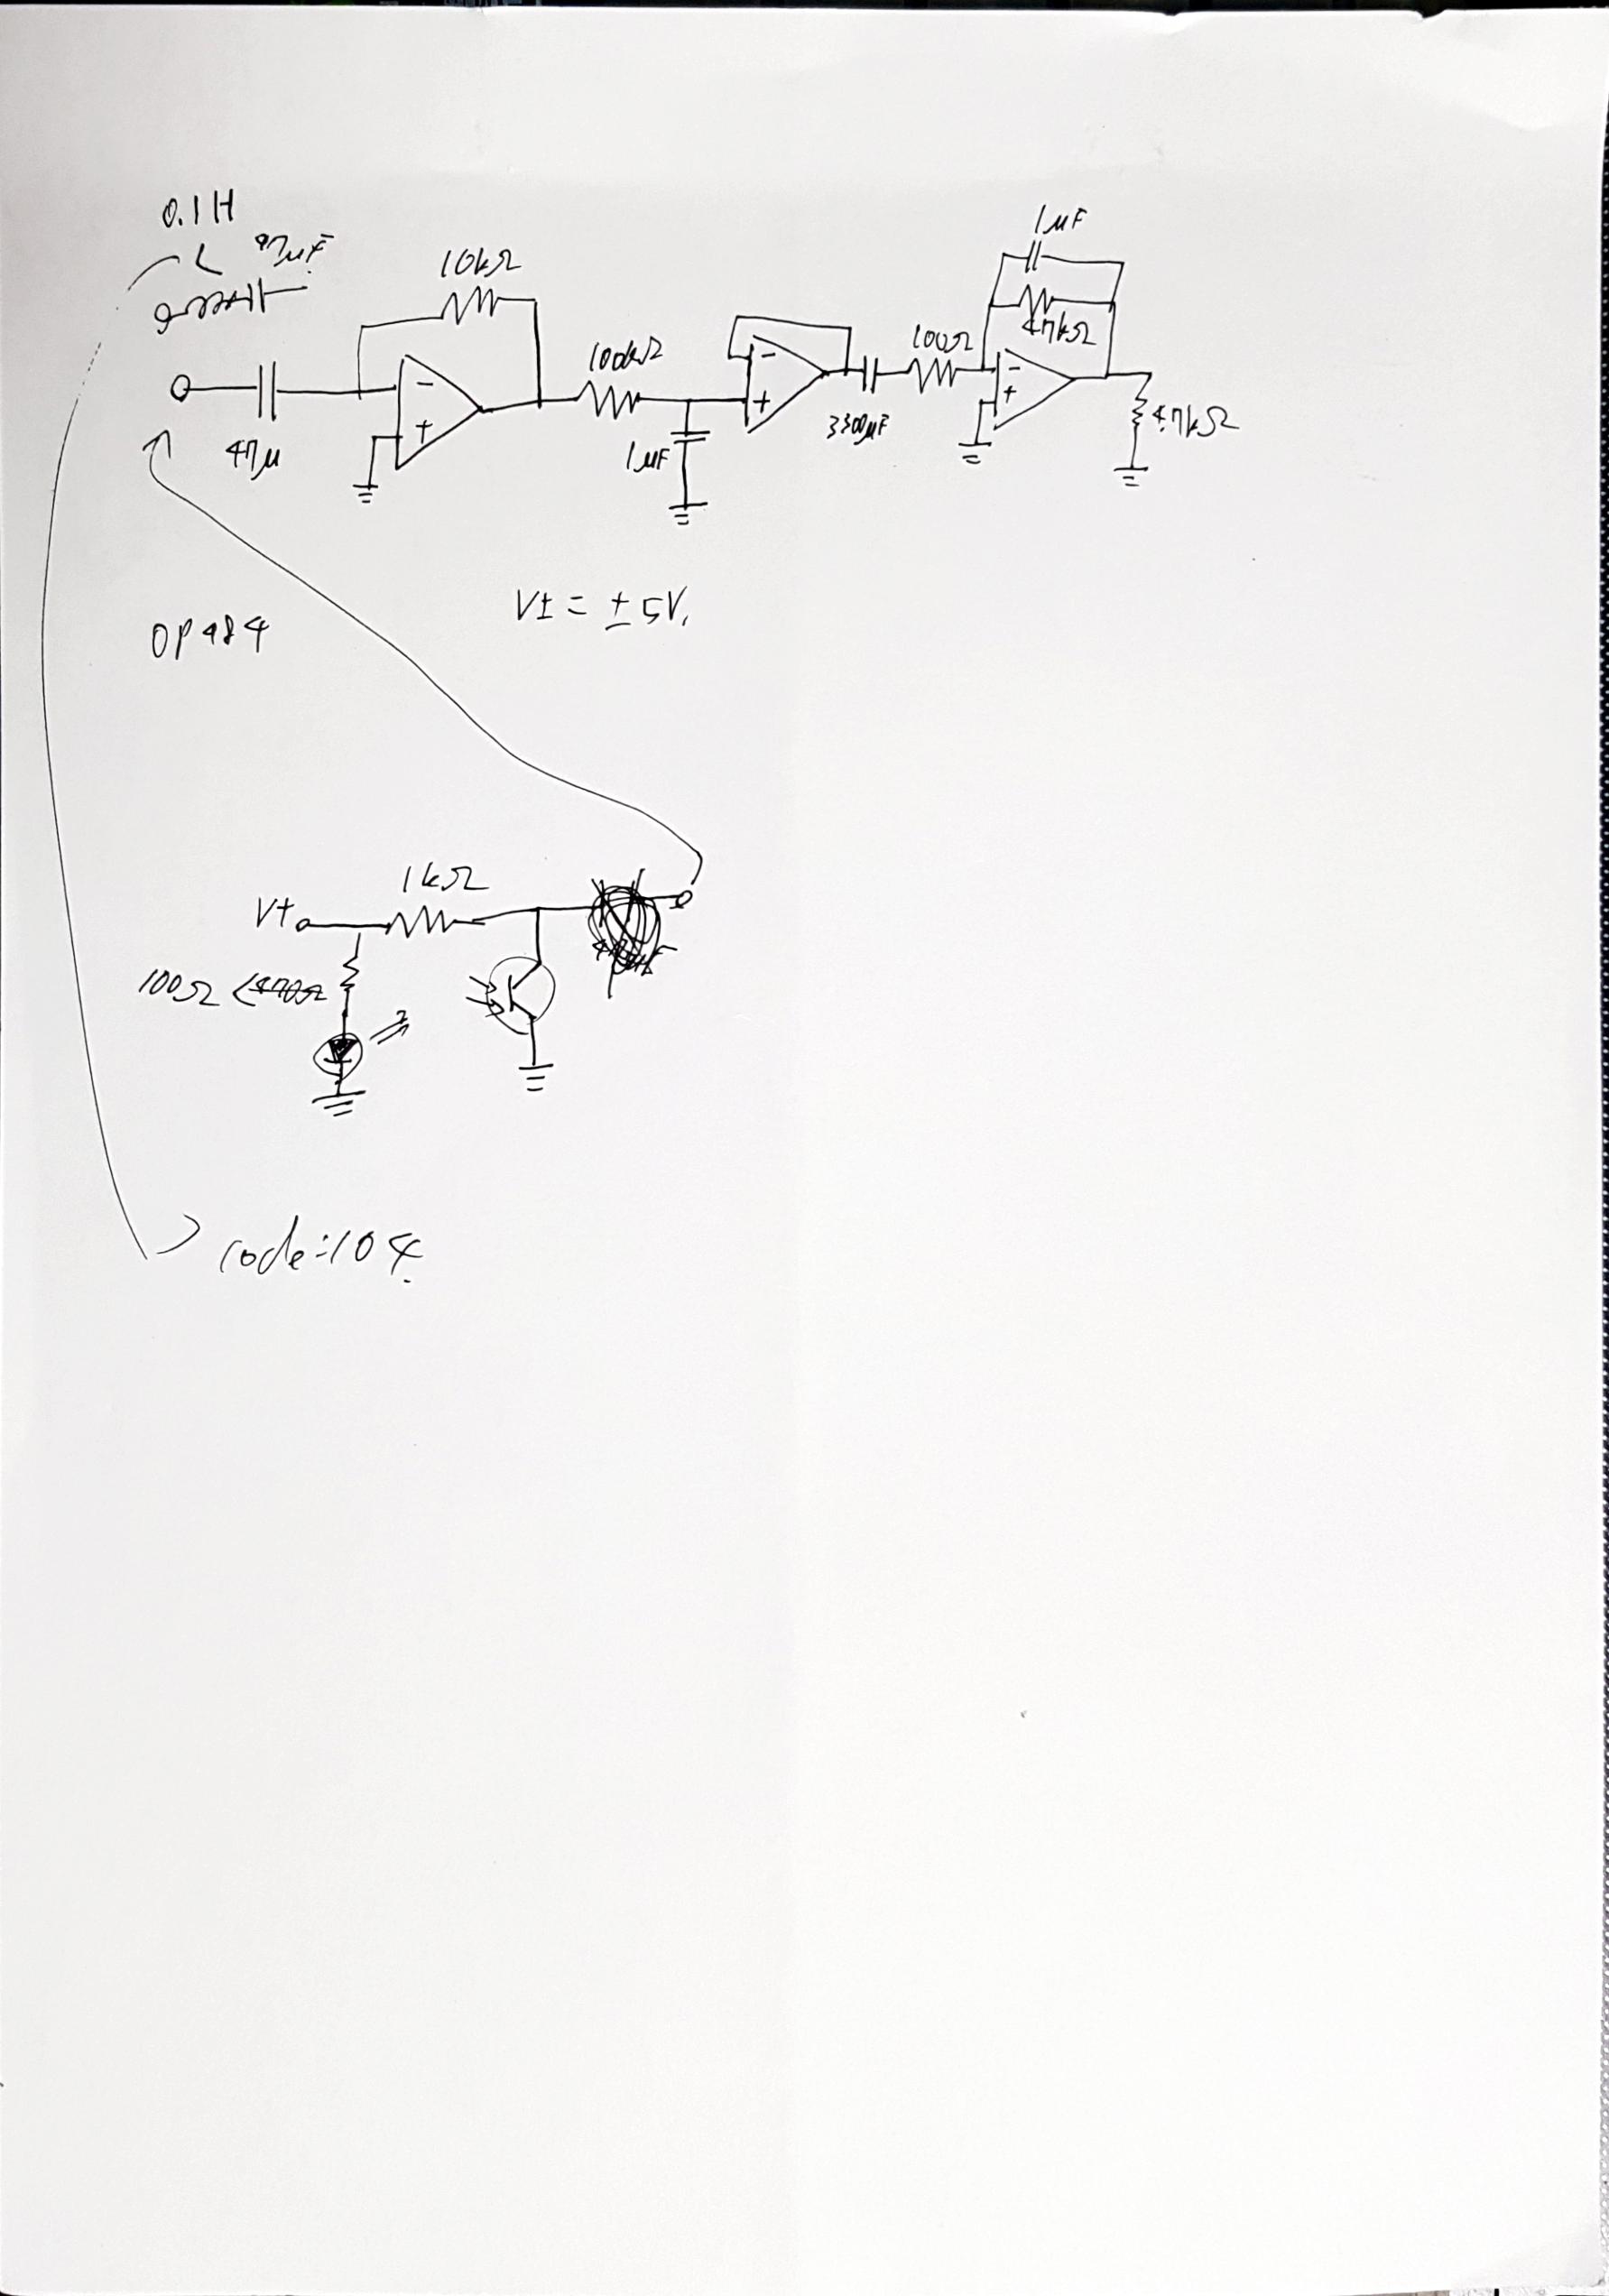 0.1H
L 47μF
10kΩ
1μF
47kΩ
100kΩ
100Ω
- + - + - +
47μ
1μF
3300μF
4.7kΩ
V± = ±5V.
OP484
1kΩ
V+
100Ω < 470Ω
code:104